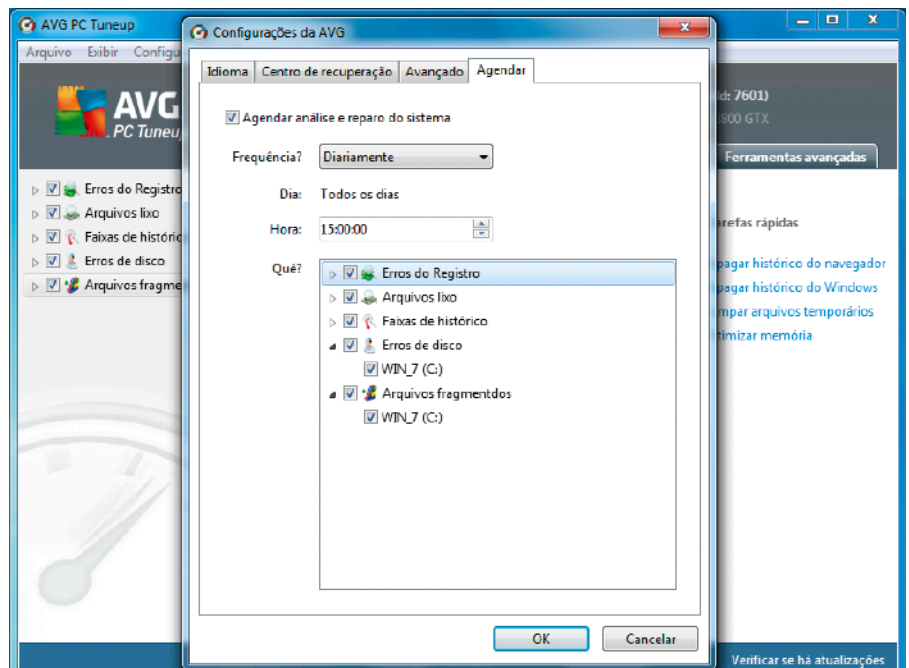 AVG PC Tuneup
Arquivo Exibir Configu
AVG
PC Tuneu
Erros do Registro
Arquivos lixo
Faixas de históric
Erros de disco
Arquivos fragme
Configurações da AVG
Idioma Centro de recuperação Avançado Agendar
Agendar análise e reparo do sistema
Frequência? Diariamente
Dia: Todos os dias
Hora: 15:00:00
Quê?
Erros do Registro
Arquivos lixo
Faixas de histórico
Erros de disco
WIN_7 (C:)
Arquivos fragmentdos
WIN_7 (C:)
OK Cancelar
ld: 7601)
800 GTX
Ferramentas avançadas
arefas rápidas
pagar histórico do navegador
pagar histórico do Windows
mpar arquivos temporários
timizar memória
Verificar se há atualizações